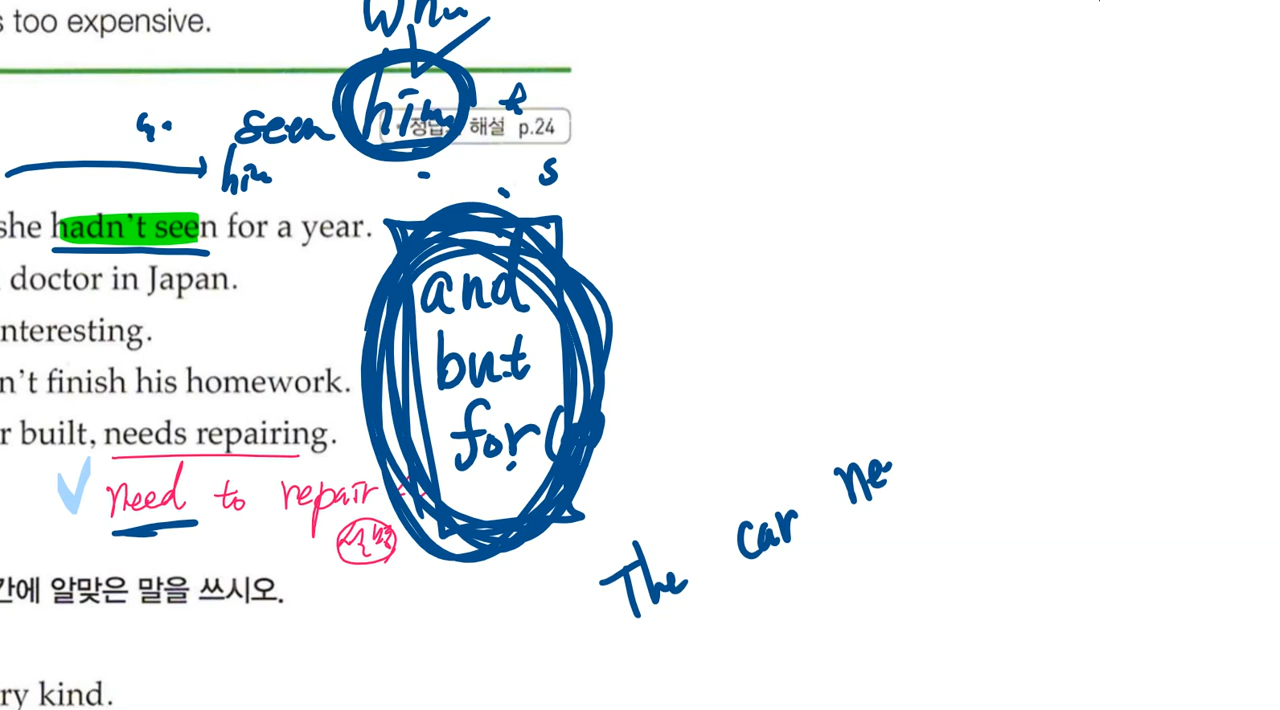 s too expensive.
him
seen
정답 해설 p.24
him
s
she hadn't seen for a year.
doctor in Japan.
nteresting.
n't finish his homework.
r built, needs repairing.
and
but
for
need to repair
The car ne
간에 알맞은 말을 쓰시오.
ry kind.